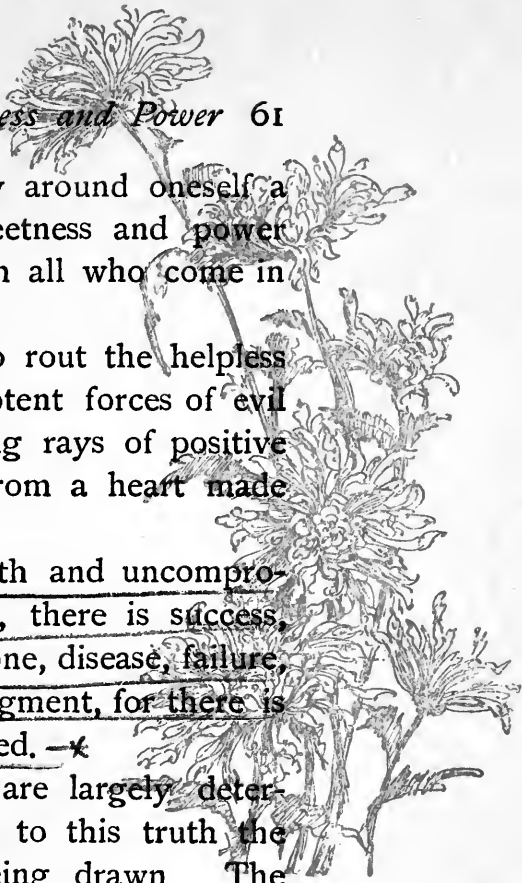 ess and Power 61
around oneself a
eetness and power
all who come in
rout the helpless
otent forces of evil
g rays of positive
rom a heart made
th and uncompro-
, there is success,
ne, disease, failure,
gment, for there is
ed.
are largely deter-
to this truth the
ing drawn. The